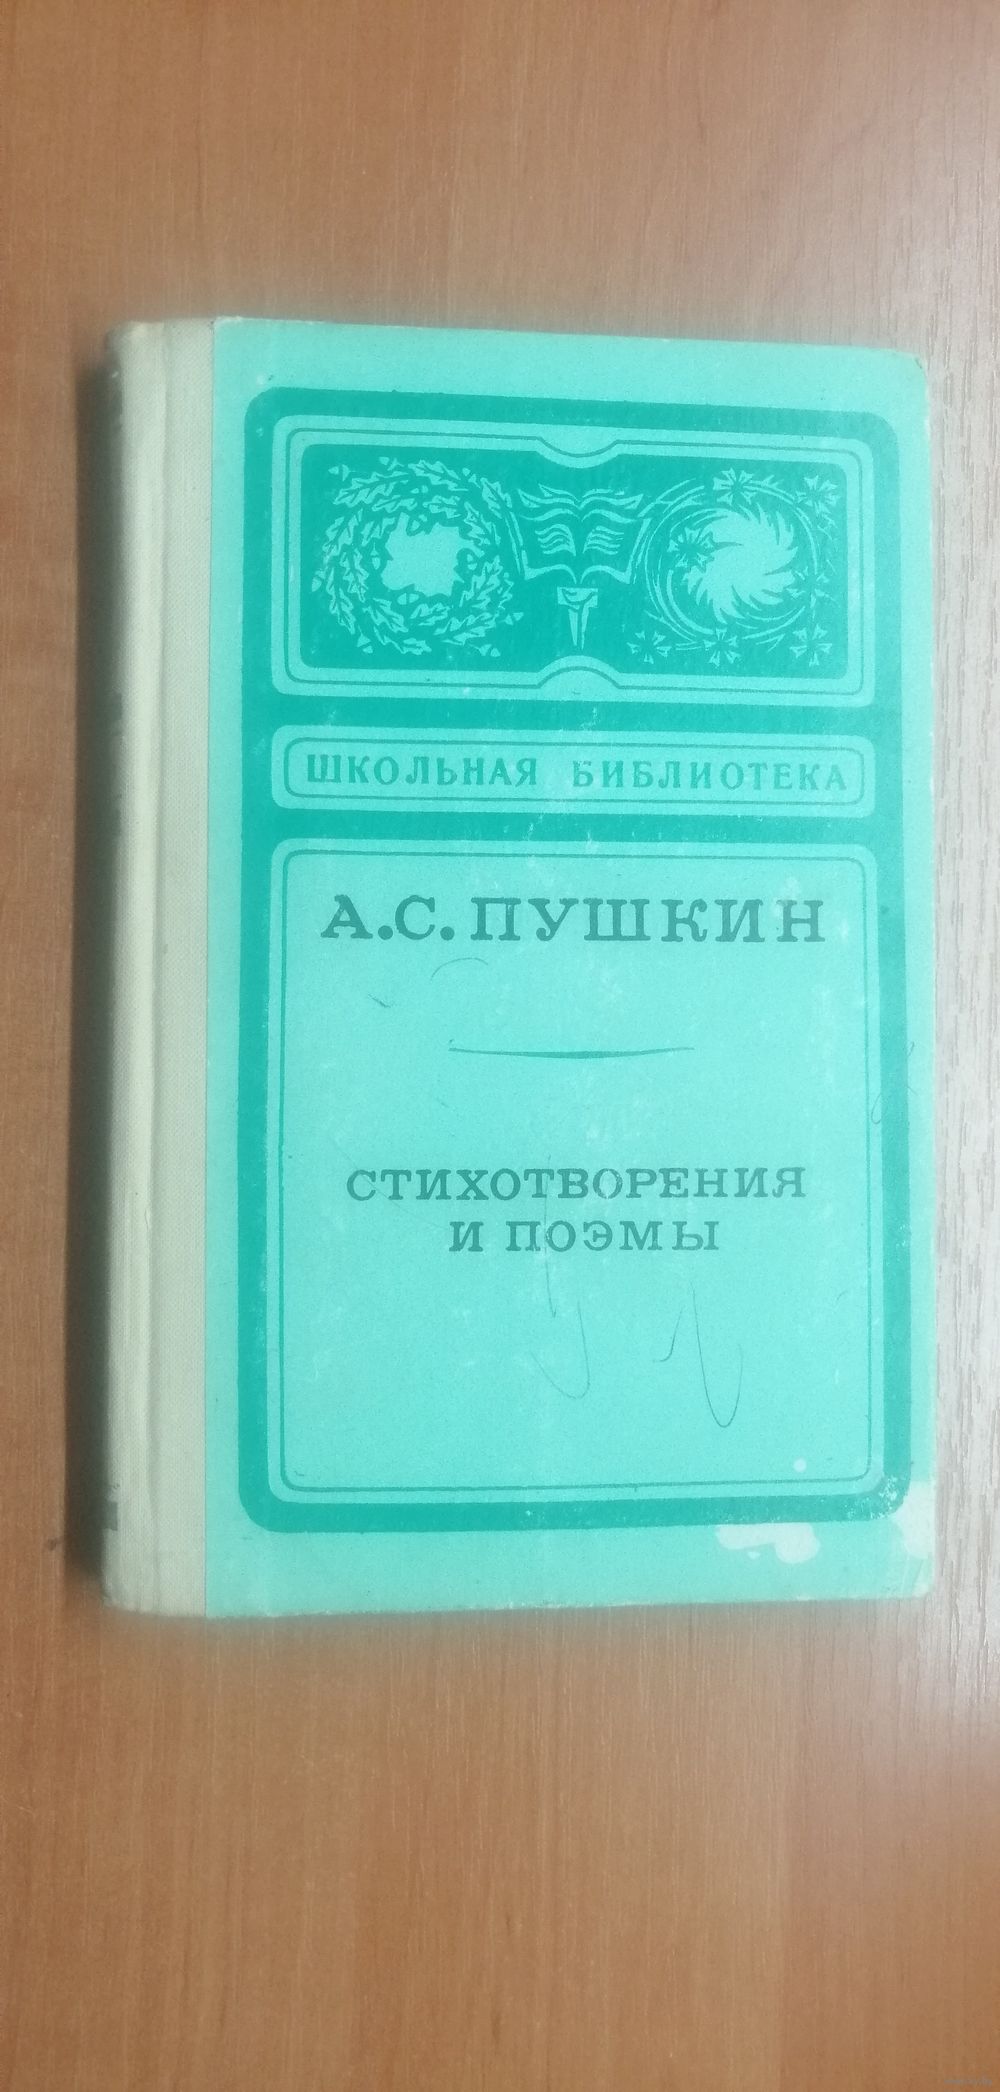 ШКОЛЬНАЯ БИБЛИОТЕКА
А.С. ПУШКИН
СТИХОТВОРЕНИЯ
И ПОЭМЫ